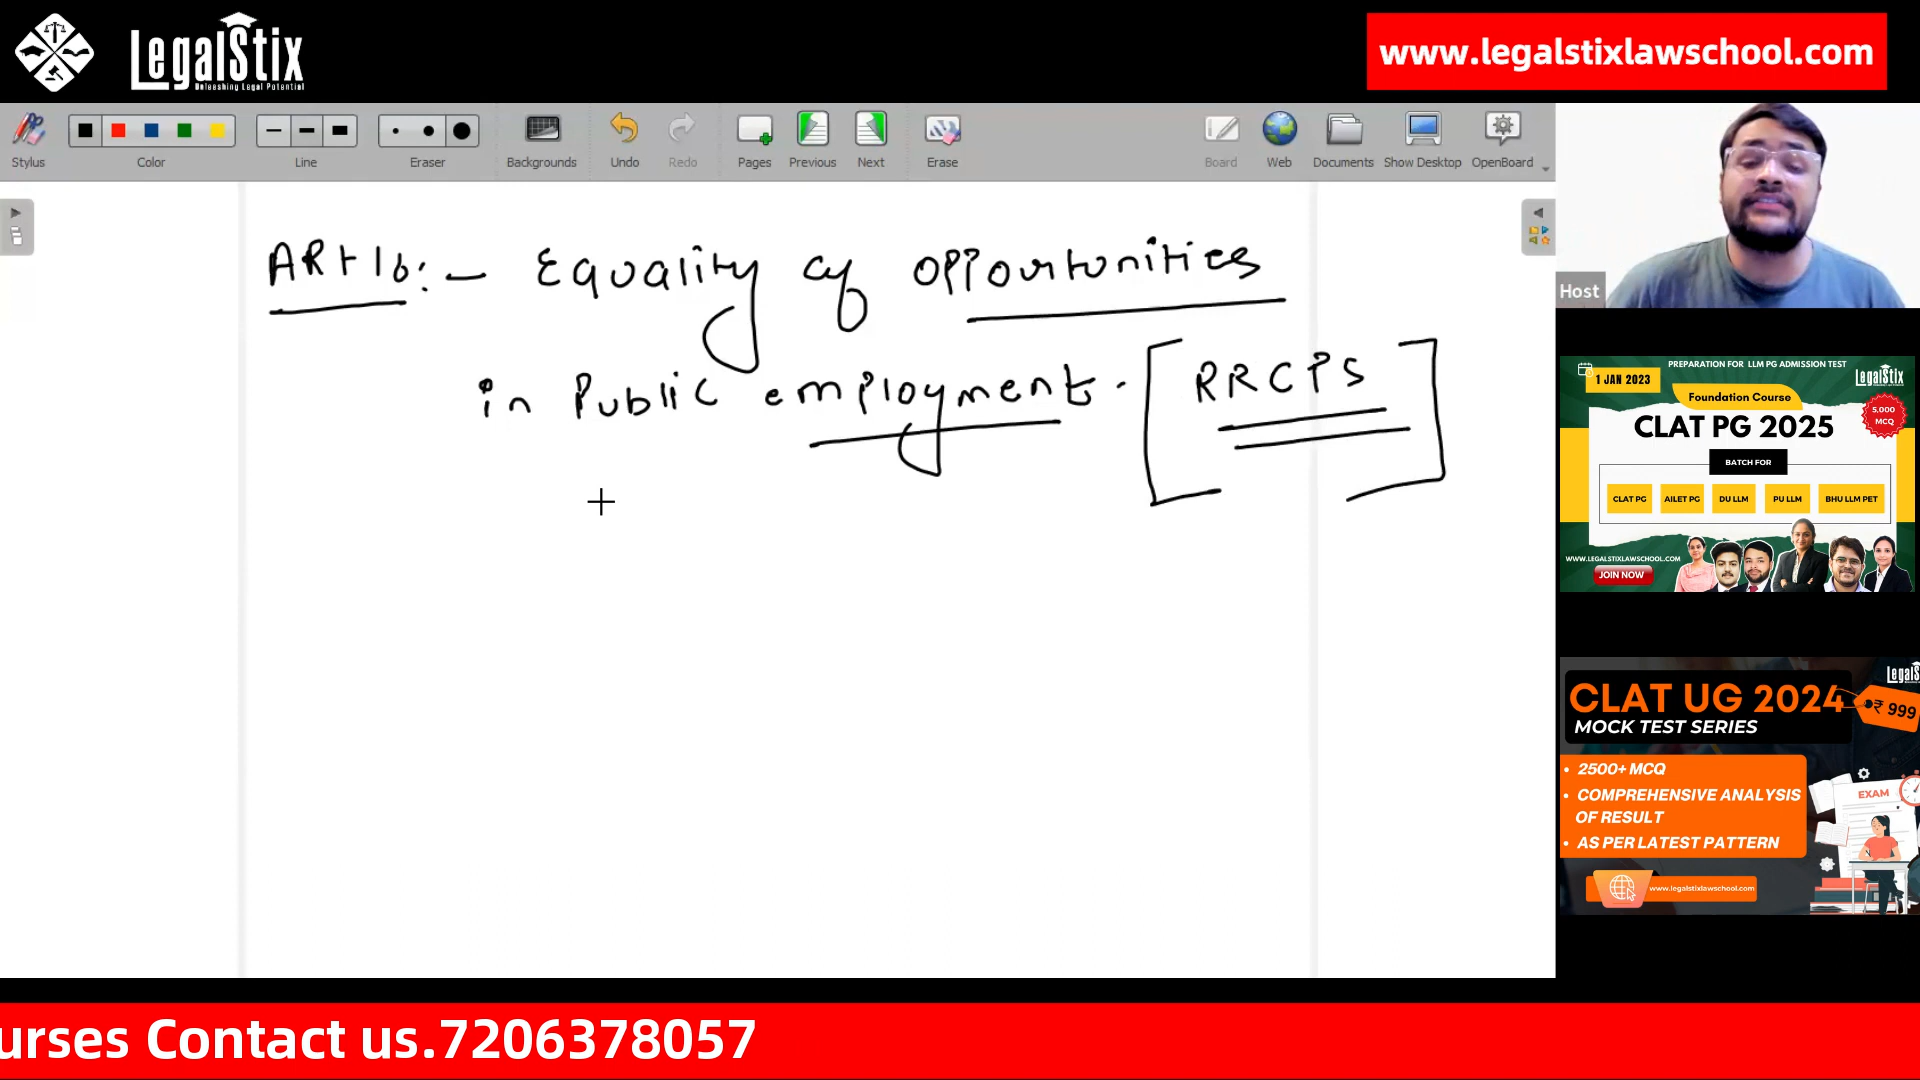 LegalStix
Unleashing Legal Potential
www.legalstixlawschool.com
Stylus
Color
Line
Eraser
Backgrounds
Undo
Redo
Pages
Previous
Next
Erase
Board
Web
Documents
Show Desktop
OpenBoard
ARt 16:- Equality of opportunities
in Public employment. [RRCPS]
Host
PREPARATION FOR LLM PG ADMISSION TEST
LegalStix
1 JAN 2023
Foundation Course
5,000
MCQ
CLAT PG 2025
BATCH FOR
CLAT PG
AILET PG
DU LLM
PU LLM
BHU LLM PET
WWW.LEGALSTIXLAWSCHOOL.COM
JOIN NOW
LegalS
CLAT UG 2024
₹ 999
MOCK TEST SERIES
• 2500+ MCQ
• COMPREHENSIVE ANALYSIS
OF RESULT
• AS PER LATEST PATTERN
EXAM
www.legalstixlawschool.com
urses Contact us.7206378057